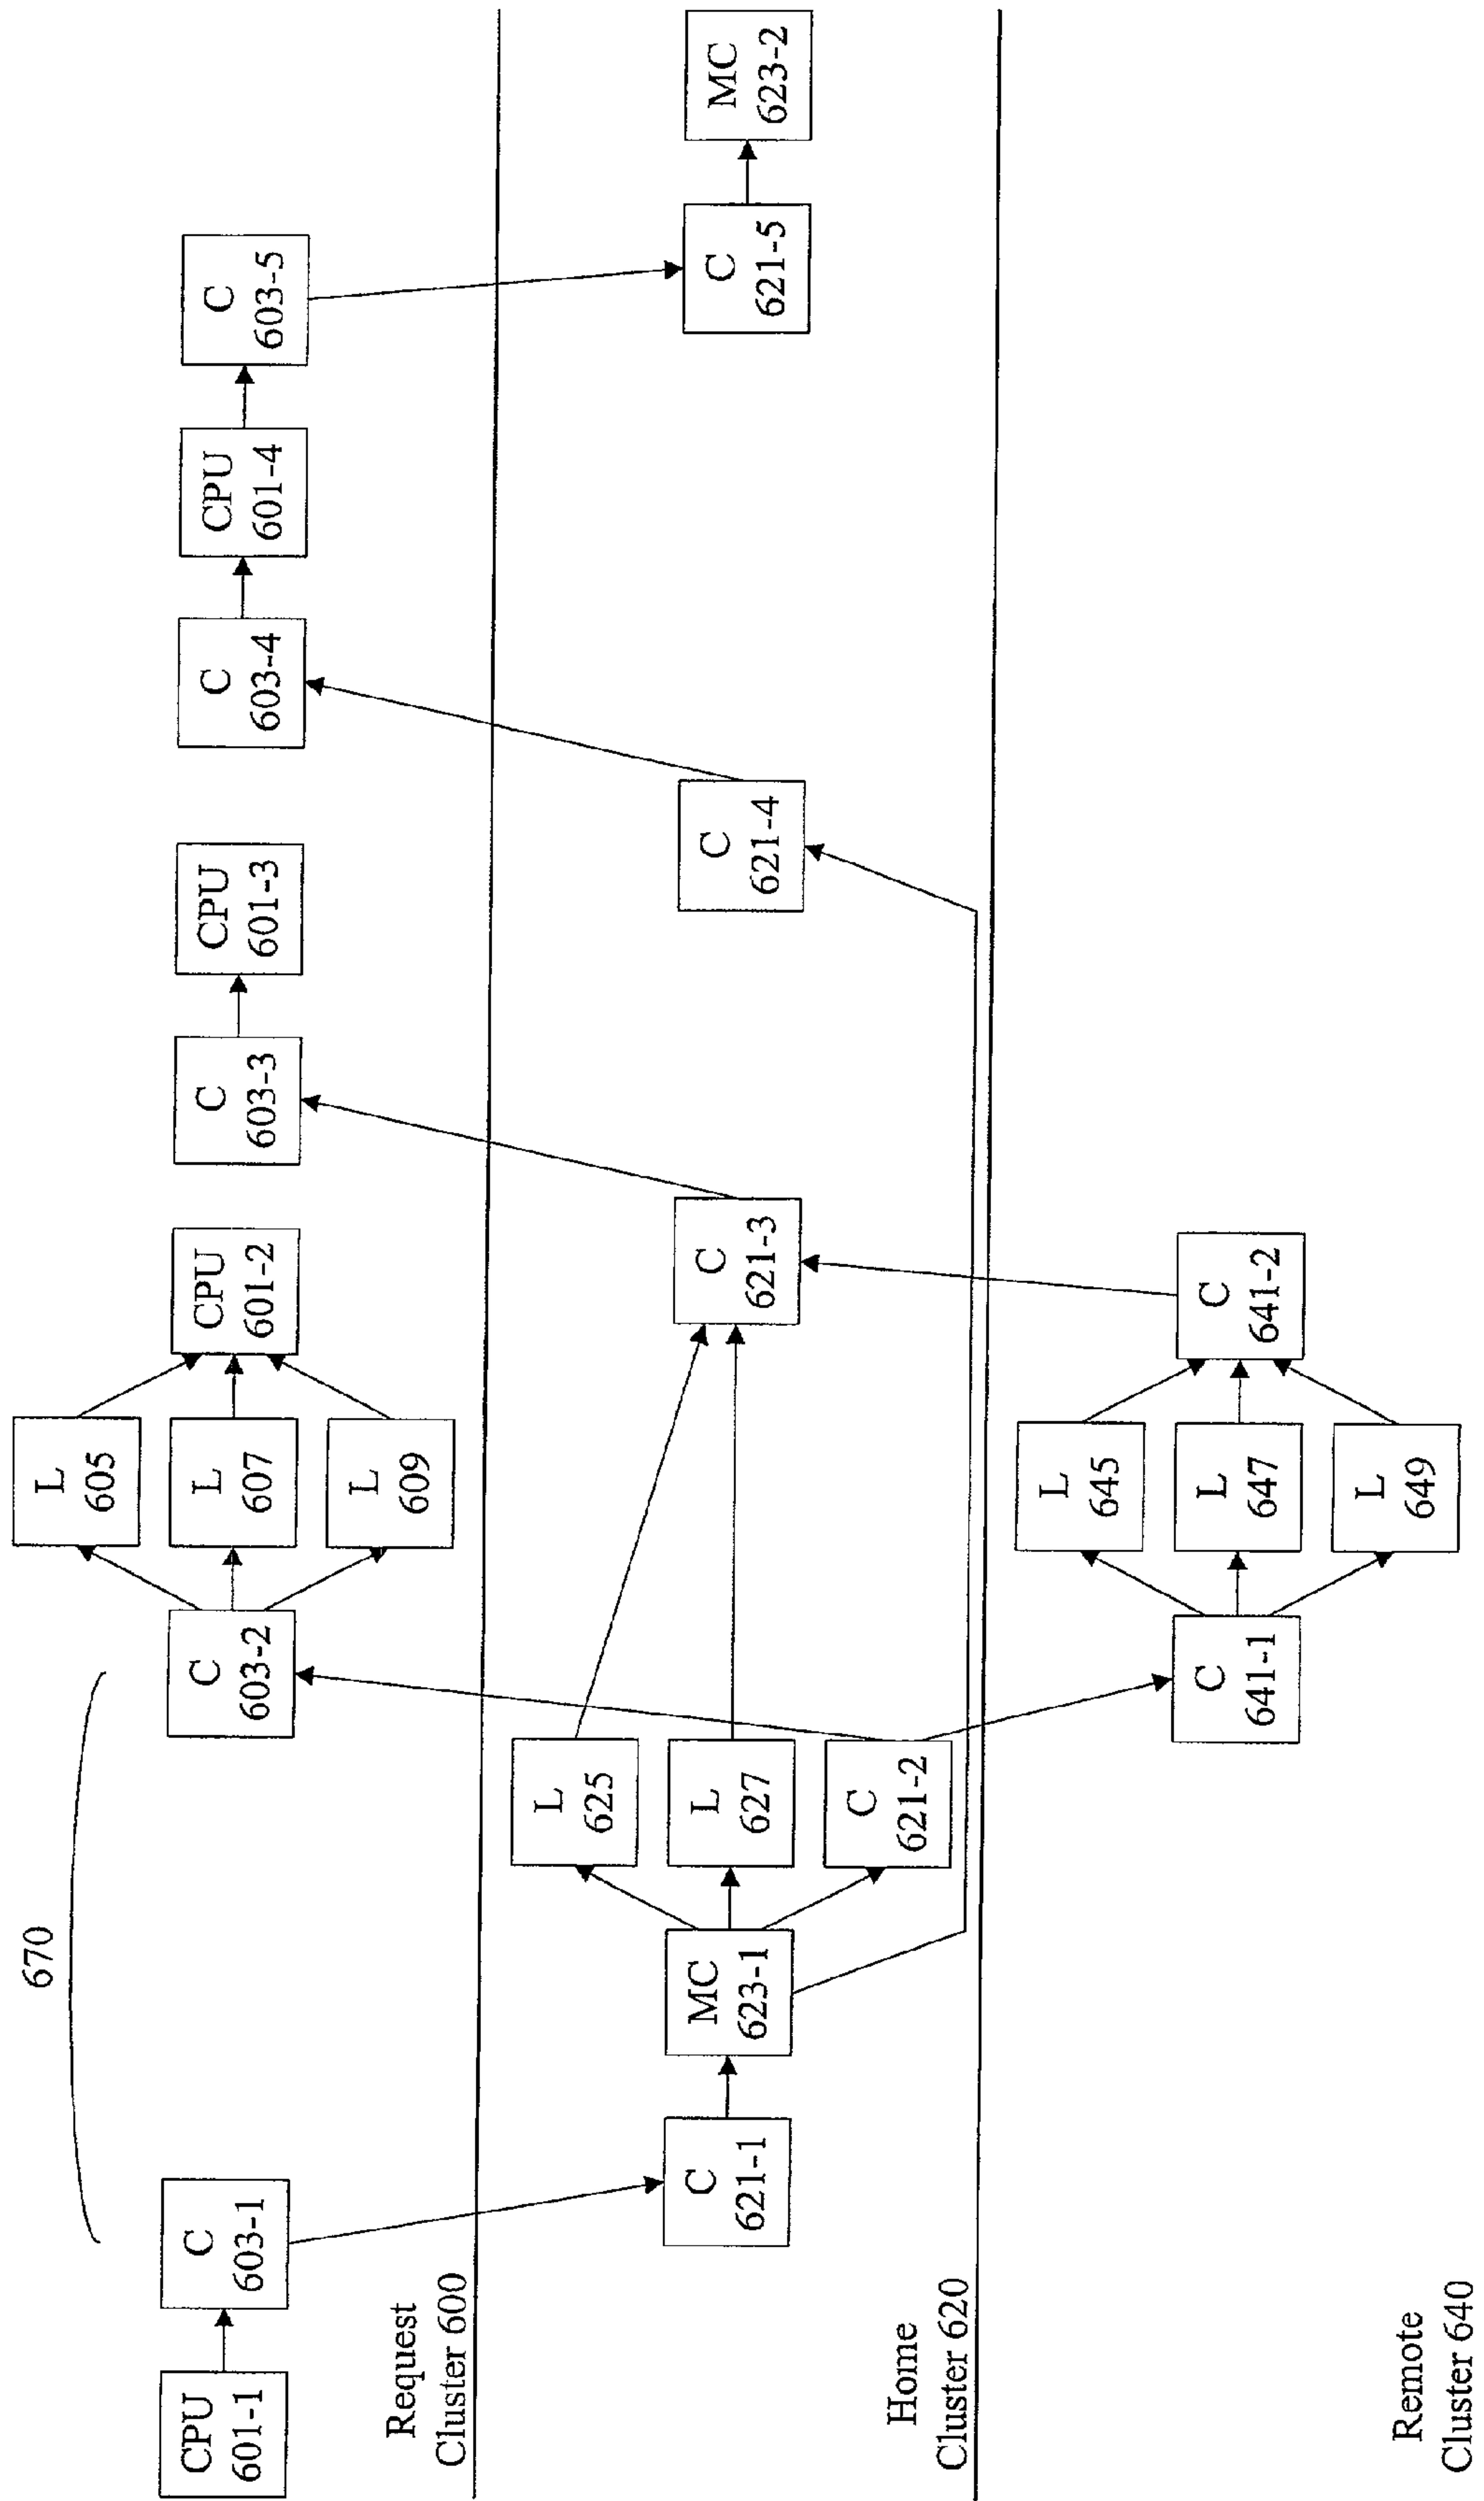 670
CPU
601-1
C
603-1
C
603-2
L
605
L
607
L
609
CPU
601-2
C
603-3
CPU
601-3
C
603-4
CPU
601-4
C
603-5
Request
Cluster 600
C
621-1
MC
623-1
L
625
L
627
C
621-2
C
621-3
C
621-4
C
621-5
MC
623-2
Home
Cluster 620
C
641-1
L
645
L
647
L
649
C
641-2
Remote
Cluster 640